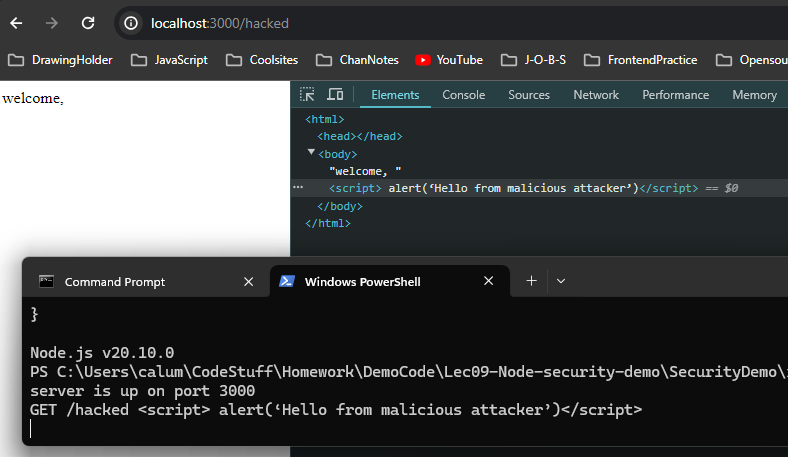 localhost:3000/hacked
DrawingHolder JavaScript Coolsites ChanNotes YouTube J-O-B-S FrontendPractice Opensou
welcome,
Elements Console Sources Network Performance Memory
<html>
<head></head>
<body>
"welcome, "
<script> alert(‘Hello from malicious attacker’)</script> == $0
</body>
</html>
Command Prompt Windows PowerShell
}
Node.js v20.10.0
PS C:\Users\calum\CodeStuff\Homework\DemoCode\Lec09-Node-security-demo\SecurityDemo\
server is up on port 3000
GET /hacked <script> alert(‘Hello from malicious attacker’)</script>